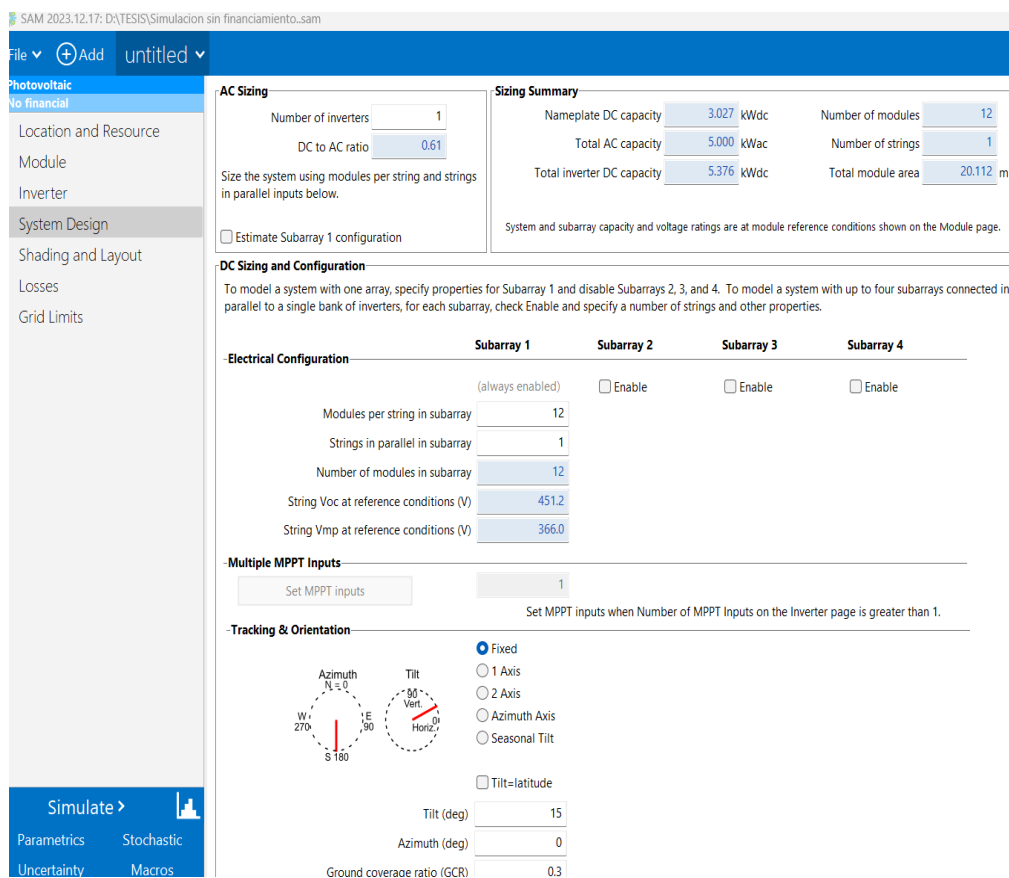 SAM 2023.12.17: D:\TESIS\Simulacion sin financiamiento..sam
File Add untitled
Photovoltaic
No financial
Location and Resource
Module
Inverter
System Design
Shading and Layout
Losses
Grid Limits
Simulate >
Parametrics Stochastic
Uncertainty Macros
AC Sizing
Number of inverters 1
DC to AC ratio 0.61
Size the system using modules per string and strings
in parallel inputs below.
Estimate Subarray 1 configuration
Sizing Summary
Nameplate DC capacity 3.027 kWdc Number of modules 12
Total AC capacity 5.000 kWac Number of strings 1
Total inverter DC capacity 5.376 kWdc Total module area 20.112 m
System and subarray capacity and voltage ratings are at module reference conditions shown on the Module page.
DC Sizing and Configuration
To model a system with one array, specify properties for Subarray 1 and disable Subarrays 2, 3, and 4. To model a system with up to four subarrays connected in
parallel to a single bank of inverters, for each subarray, check Enable and specify a number of strings and other properties.
Subarray 1 Subarray 2 Subarray 3 Subarray 4
Electrical Configuration
(always enabled) Enable Enable Enable
Modules per string in subarray 12
Strings in parallel in subarray 1
Number of modules in subarray 12
String Voc at reference conditions (V) 451.2
String Vmp at reference conditions (V) 366.0
Multiple MPPT Inputs
Set MPPT inputs 1
Set MPPT inputs when Number of MPPT Inputs on the Inverter page is greater than 1.
Tracking & Orientation
Azimuth Tilt
N = 0 90
Vert.
W E
270 90 0
Horiz.
S 180
Fixed
1 Axis
2 Axis
Azimuth Axis
Seasonal Tilt
Tilt=latitude
Tilt (deg) 15
Azimuth (deg) 0
Ground coverage ratio (GCR) 0.3